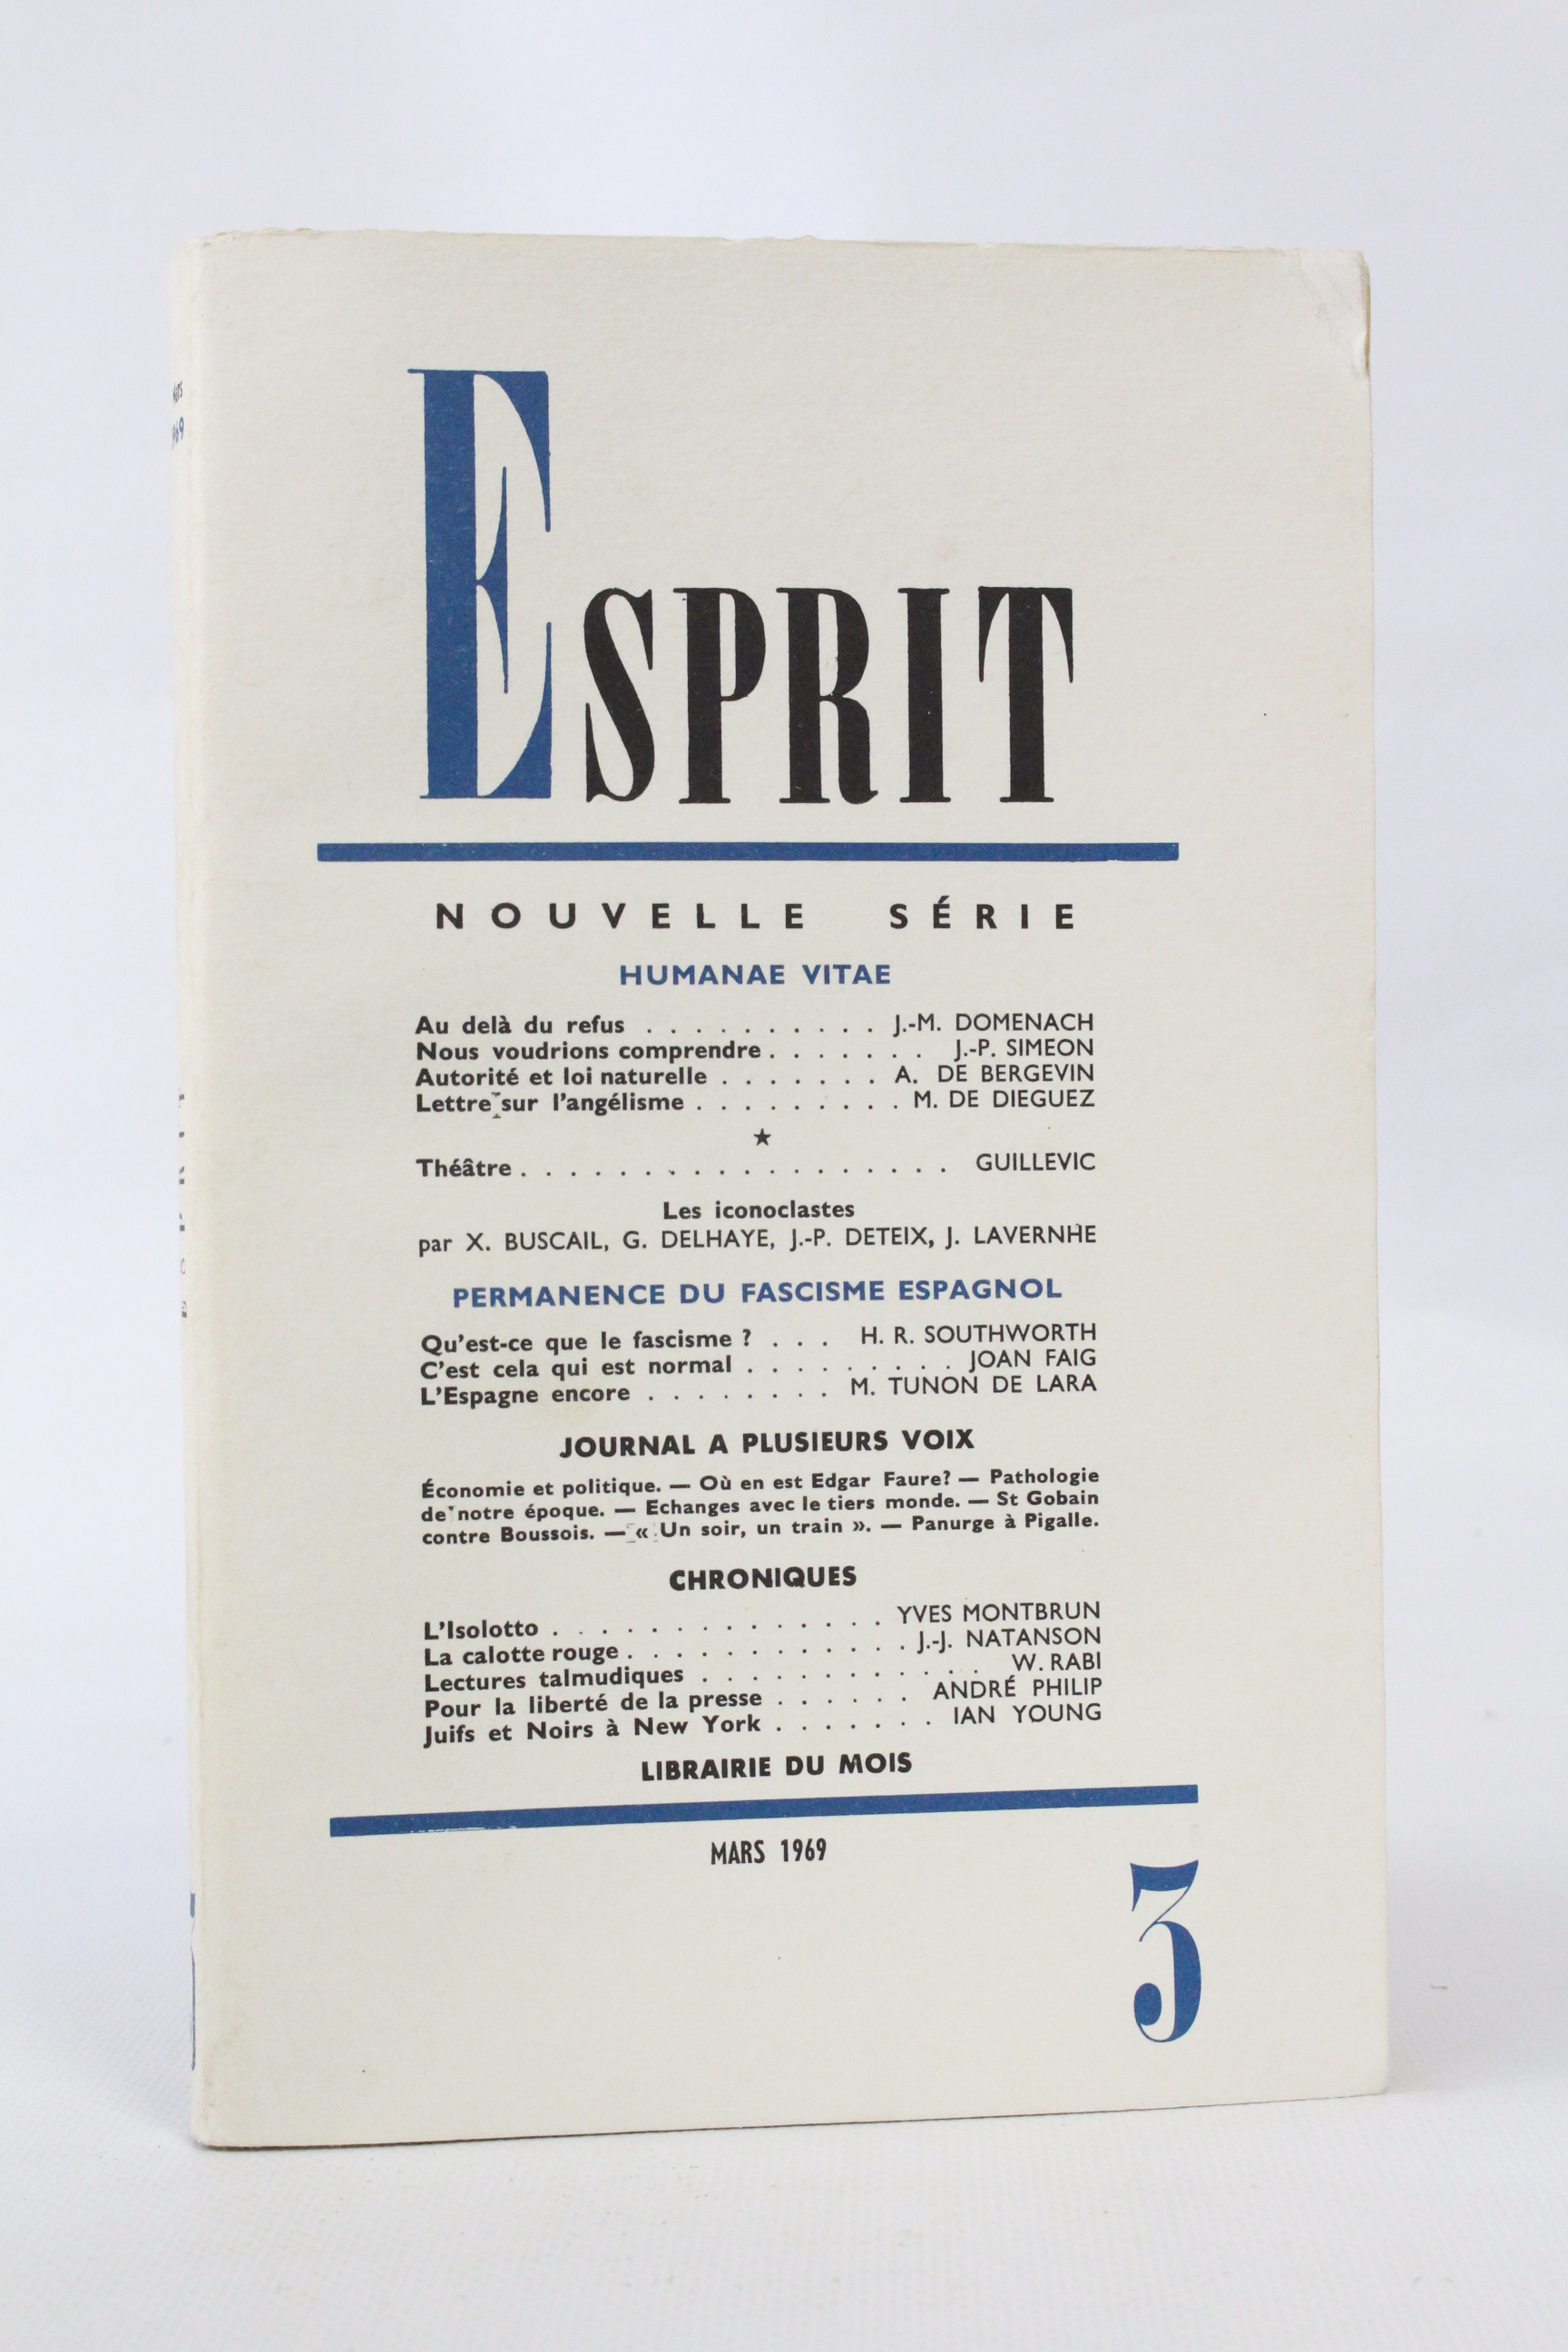 ESPRIT
NOUVELLE SÉRIE
HUMANAE VITAE
Au delà du refus . . . . . . . . . . J.-M. DOMENACH
Nous voudrions comprendre . . . . . . . J.-P. SIMEON
Autorité et loi naturelle . . . . . . . A. DE BERGEVIN
Lettre sur l'angélisme . . . . . . . . . M. DE DIEGUEZ
★
Théâtre . . . . . . . . . . . . . . . . . . GUILLEVIC
Les iconoclastes
par X. BUSCAIL, G. DELHAYE, J.-P. DETEIX, J. LAVERNHE
PERMANENCE DU FASCISME ESPAGNOL
Qu'est-ce que le fascisme ? . . . H. R. SOUTHWORTH
C'est cela qui est normal . . . . . . . . . JOAN FAIG
L'Espagne encore . . . . . . . . M. TUNON DE LARA
JOURNAL A PLUSIEURS VOIX
Économie et politique. — Où en est Edgar Faure? — Pathologie
de notre époque. — Echanges avec le tiers monde. — St Gobain
contre Boussois. — « Un soir, un train ». — Panurge à Pigalle.
CHRONIQUES
L'Isolotto . . . . . . . . . . . . . . YVES MONTBRUN
La calotte rouge . . . . . . . . . . . . J.-J. NATANSON
Lectures talmudiques . . . . . . . . . . . . W. RABI
Pour la liberté de la presse . . . . . . ANDRÉ PHILIP
Juifs et Noirs à New York . . . . . . . IAN YOUNG
LIBRAIRIE DU MOIS
MARS 1969
3